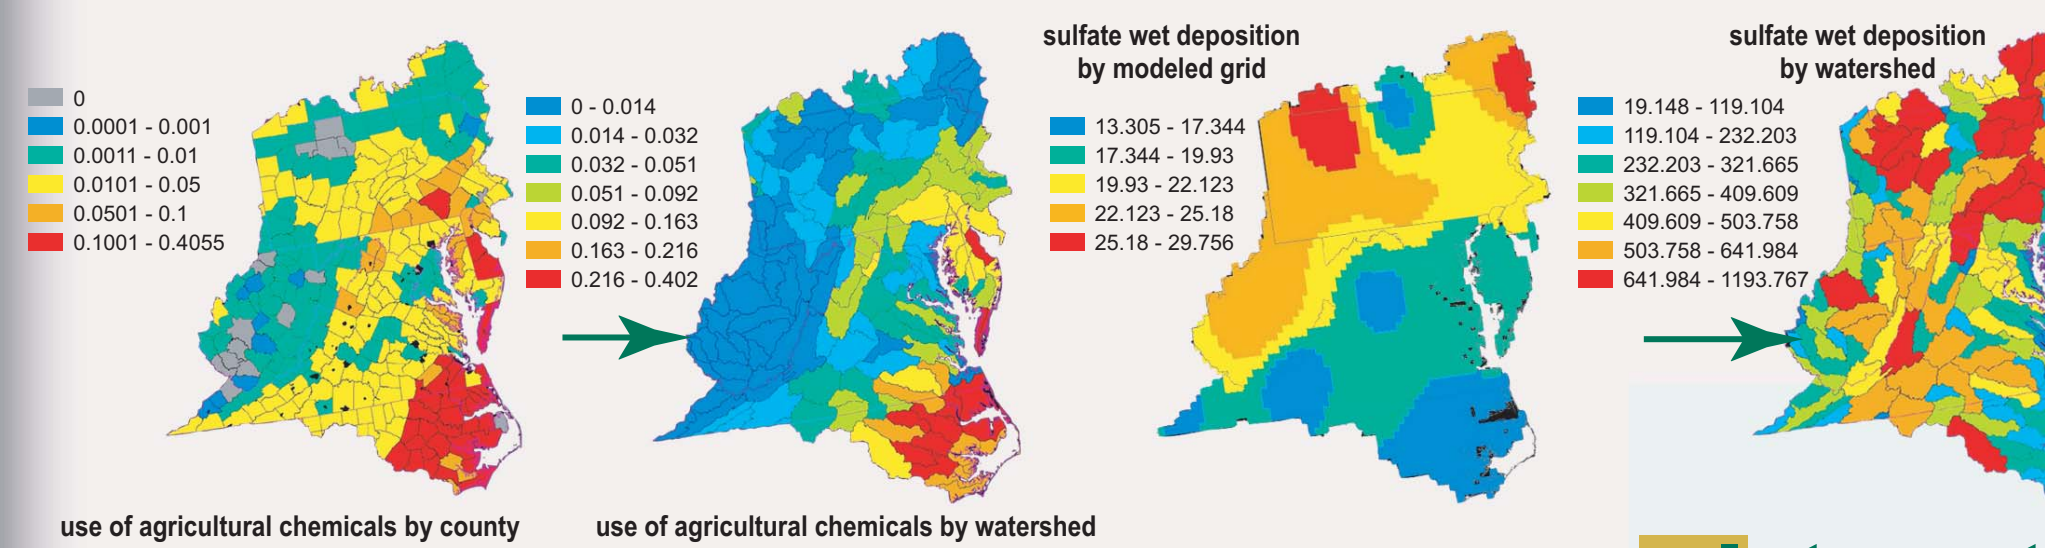 0
0.0001 - 0.001
0.0011 - 0.01
0.0101 - 0.05
0.0501 - 0.1
0.1001 - 0.4055
use of agricultural chemicals by county
0 - 0.014
0.014 - 0.032
0.032 - 0.051
0.051 - 0.092
0.092 - 0.163
0.163 - 0.216
0.216 - 0.402
use of agricultural chemicals by watershed
sulfate wet deposition
by modeled grid
13.305 - 17.344
17.344 - 19.93
19.93 - 22.123
22.123 - 25.18
25.18 - 29.756
sulfate wet deposition
by watershed
19.148 - 119.104
119.104 - 232.203
232.203 - 321.665
321.665 - 409.609
409.609 - 503.758
503.758 - 641.984
641.984 - 1193.767